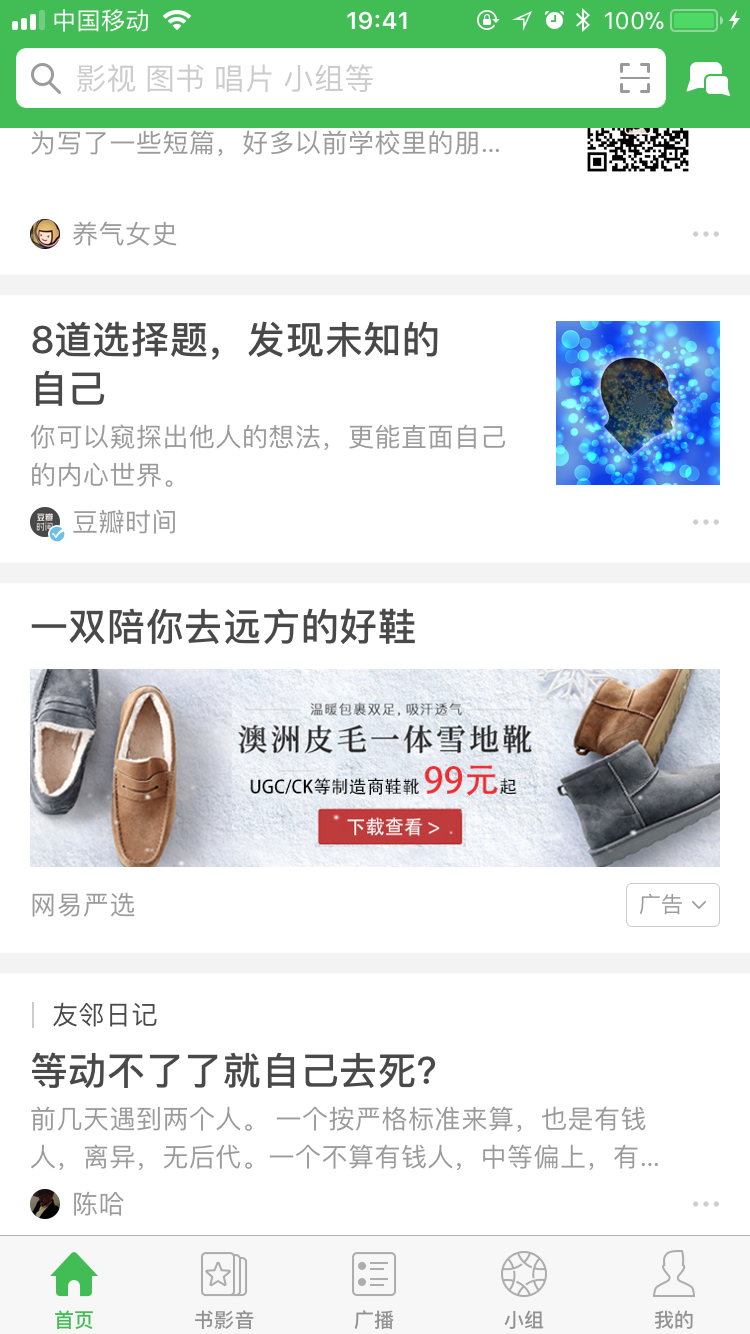 中国移动 19:41 100%
影视 图书 唱片 小组等
为写了一些短篇，好多以前学校里的朋...
养气女史
8道选择题，发现未知的
自己
你可以窥探出他人的想法，更能直面自己
的内心世界。
豆瓣
时间
豆瓣时间
一双陪你去远方的好鞋
温暖包裹双足, 吸汗透气
澳洲皮毛一体雪地靴
UGC/CK等制造商鞋靴 99元起
下载查看 >
网易严选
广告
友邻日记
等动不了了就自己去死?
前几天遇到两个人。 一个按严格标准来算，也是有钱
人，离异，无后代。一个不算有钱人，中等偏上，有...
陈哈
首页 书影音 广播 小组 我的